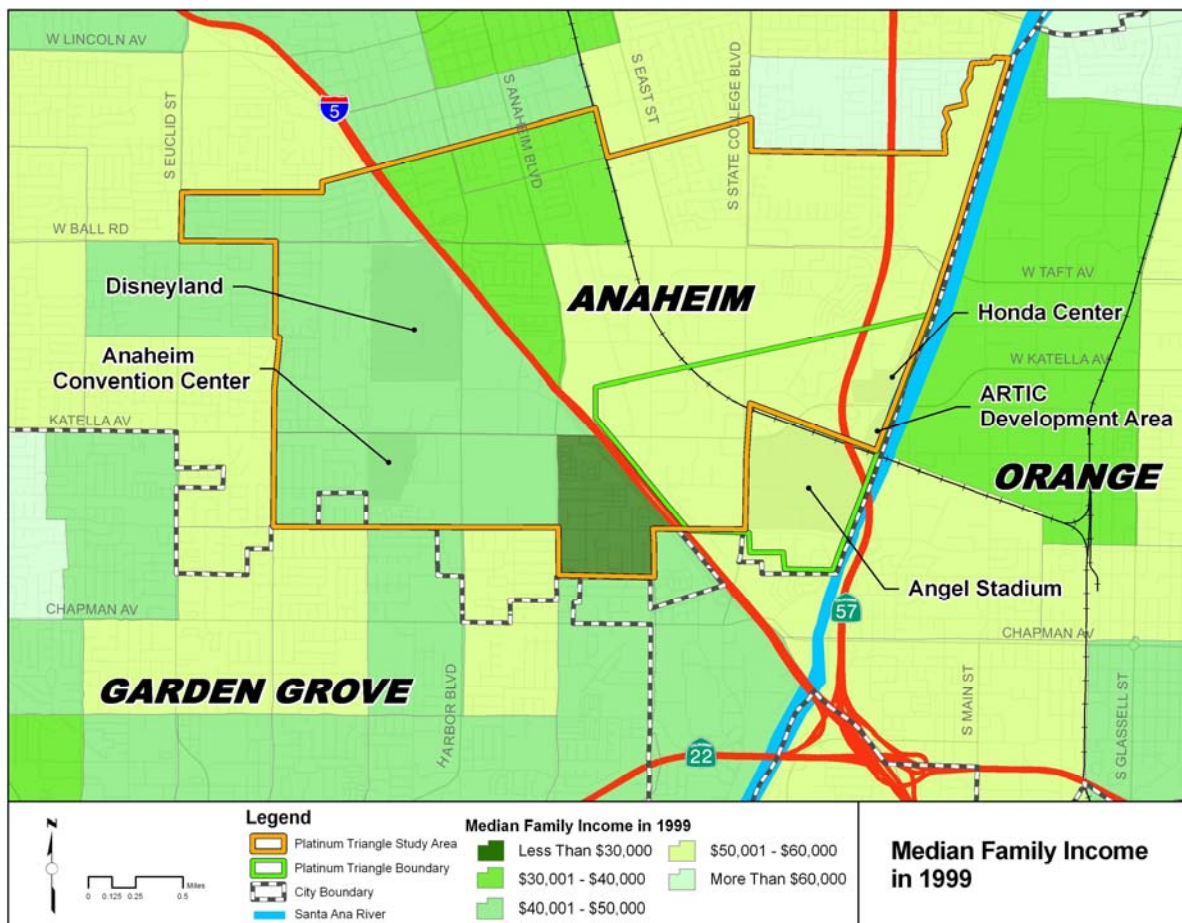 W LINCOLN AV
S EUCLID ST
5
S ANAHEIM BLVD
S EAST ST
S STATE COLLEGE BLVD
W BALL RD
W TAFT AV
Disneyland
ANAHEIM
Honda Center
Anaheim
Convention Center
W KATELLA AV
ARTIC
Development Area
KATELLA AV
ORANGE
Angel Stadium
CHAPMAN AV
57
CHAPMAN AV
GARDEN GROVE
HARBOR BLVD
S MAIN ST
S GLASSELL ST
22
N
Miles
0 0.125 0.25 0.5
Legend
Platinum Triangle Study Area
Platinum Triangle Boundary
City Boundary
Santa Ana River
Median Family Income in 1999
Less Than $30,000
$30,001 - $40,000
$40,001 - $50,000
$50,001 - $60,000
More Than $60,000
Median Family Income
in 1999